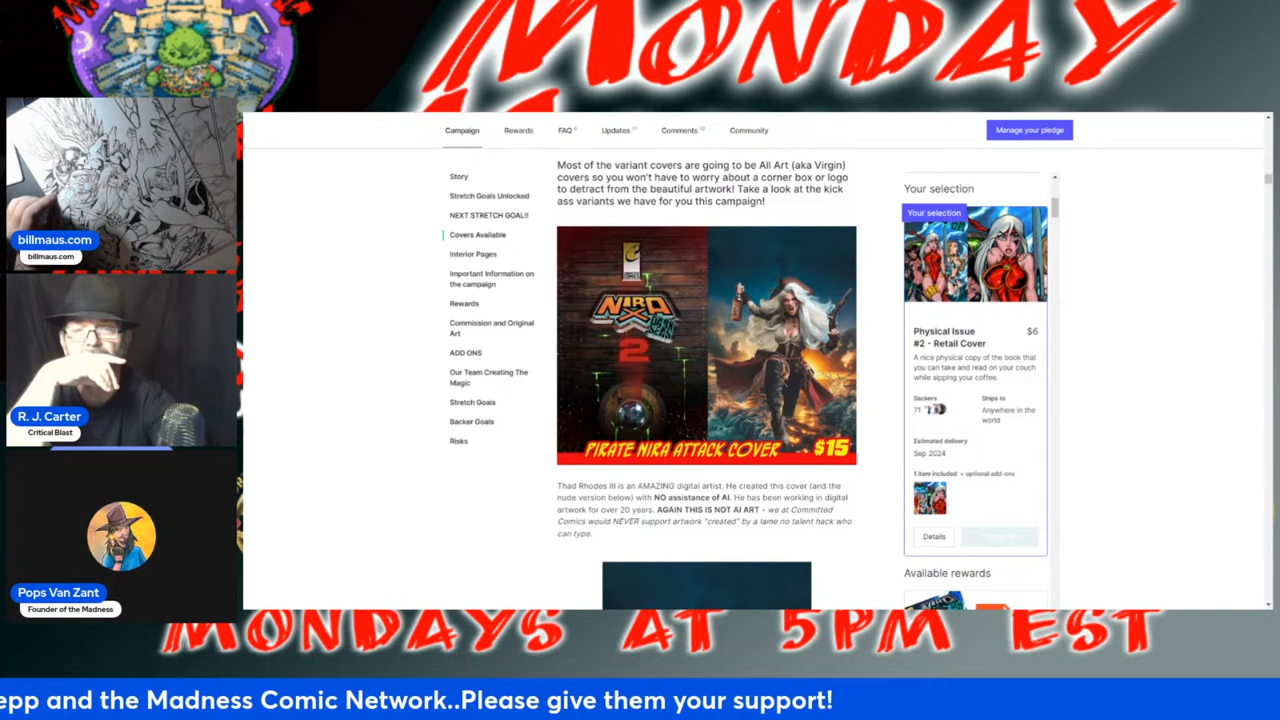 MONDAY
billmaus.com
billmaus.com
R. J. Carter
Critical Blast
Pops Van Zant
Founder of the Madness
Campaign
Rewards
FAQ
Updates 11
Comments 12
Community
Manage your pledge
Story
Stretch Goals Unlocked
NEXT STRETCH GOAL!!
Covers Available
Interior Pages
Important Information on
the campaign
Rewards
Commission and Original
Art
ADD ONS
Our Team Creating The
Magic
Stretch Goals
Backer Goals
Risks
Most of the variant covers are going to be All Art (aka Virgin)
covers so you won't have to worry about a corner box or logo
to detract from the beautiful artwork! Take a look at the kick
ass variants we have for you this campaign!
NIRA X
2
PIRATE NIRA ATTACK COVER $15
Thad Rhodes III is an AMAZING digital artist. He created this cover (and the
nude version below) with NO assistance of AI. He has been working in digital
artwork for over 20 years. AGAIN THIS IS NOT AI ART - we at Committed
Comics would NEVER support artwork "created" by a lame no talent hack who
can type.
Your selection
Your selection
Physical Issue $6
#2 - Retail Cover
A nice physical copy of the book that
you can take and read on your couch
while sipping your coffee.
Backers Ships to
71 Anywhere in the
world
Estimated delivery
Sep 2024
1 item included + optional add-ons
Details
Available rewards
MONDAYS AT 5PM EST
epp and the Madness Comic Network..Please give them your support!